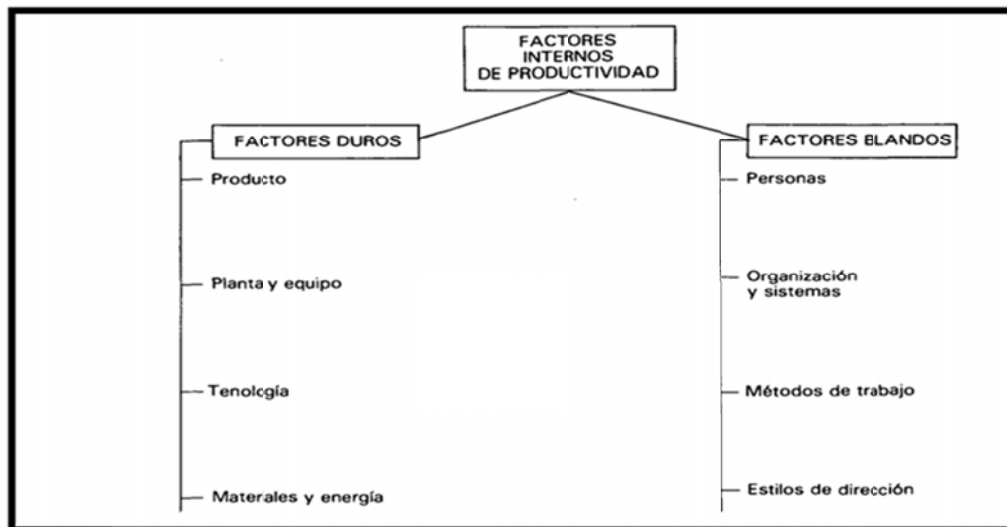 FACTORES
INTERNOS
DE PRODUCTIVIDAD
FACTORES DUROS
Producto
Planta y equipo
Tenología
Materales y energía
FACTORES BLANDOS
Personas
Organización
y sistemas
Métodos de trabajo
Estilos de dirección